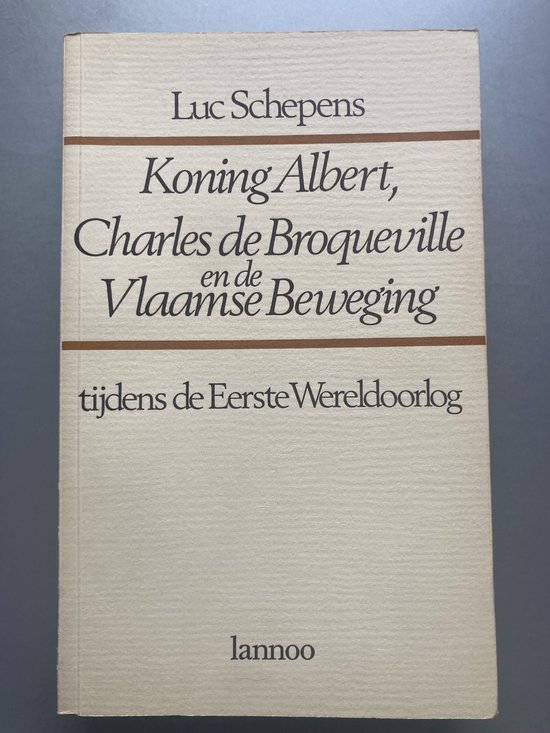 Luc Schepens
Koning Albert,
Charles de Broqueville
en de
Vlaamse Beweging
tijdens de Eerste Wereldoorlog
lannoo